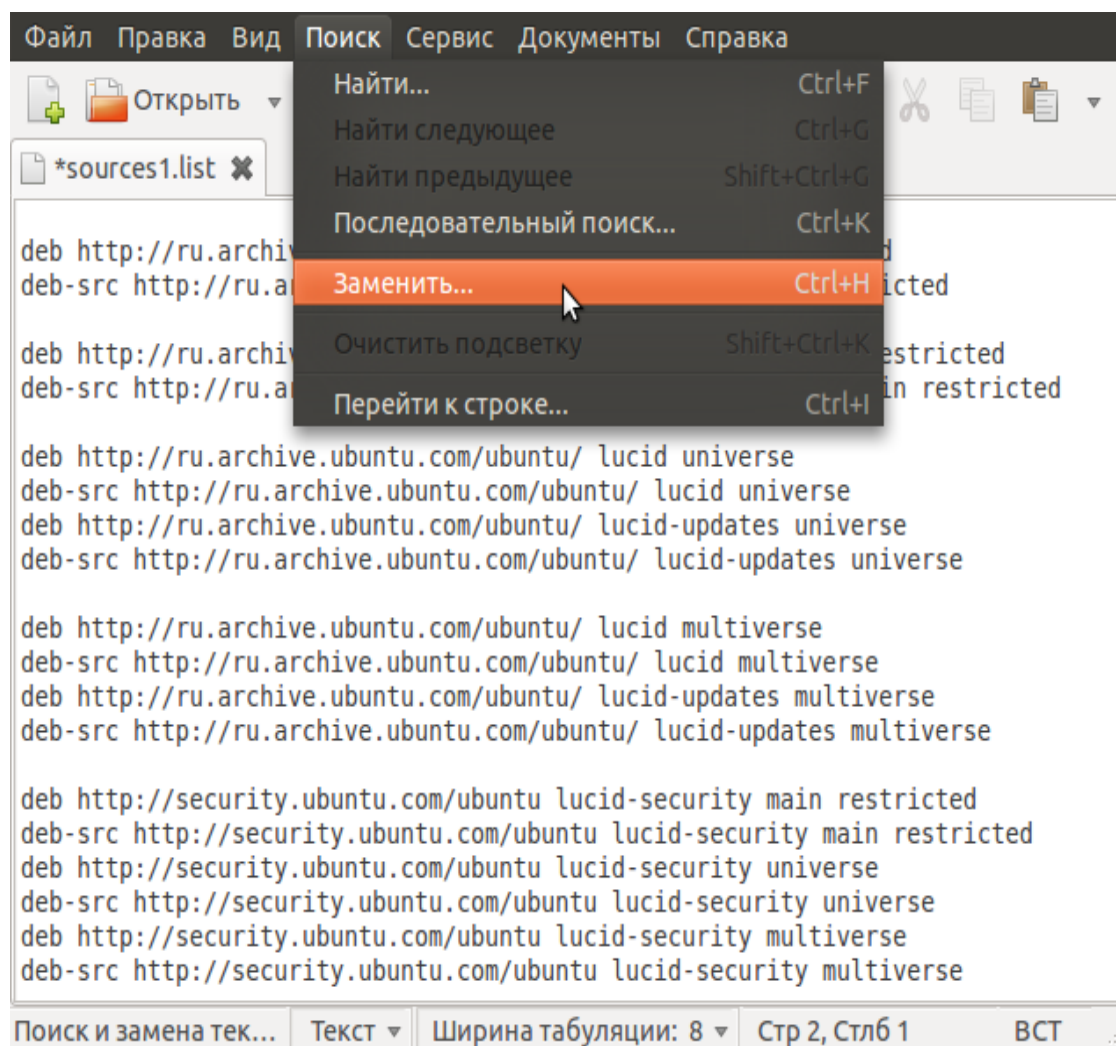 Файл Правка Вид Поиск Сервис Документы Справка
Открыть
Найти... Ctrl+F
Найти следующее Ctrl+G
Найти предыдущее Shift+Ctrl+G
Последовательный поиск... Ctrl+K
Заменить... Ctrl+H
Очистить подсветку Shift+Ctrl+K
Перейти к строке... Ctrl+I
*sources1.list
deb http://ru.archi
deb-src http://ru.a icted
deb http://ru.archiv estricted
deb-src http://ru.a in restricted
deb http://ru.archive.ubuntu.com/ubuntu/ lucid universe
deb-src http://ru.archive.ubuntu.com/ubuntu/ lucid universe
deb http://ru.archive.ubuntu.com/ubuntu/ lucid-updates universe
deb-src http://ru.archive.ubuntu.com/ubuntu/ lucid-updates universe
deb http://ru.archive.ubuntu.com/ubuntu/ lucid multiverse
deb-src http://ru.archive.ubuntu.com/ubuntu/ lucid multiverse
deb http://ru.archive.ubuntu.com/ubuntu/ lucid-updates multiverse
deb-src http://ru.archive.ubuntu.com/ubuntu/ lucid-updates multiverse
deb http://security.ubuntu.com/ubuntu lucid-security main restricted
deb-src http://security.ubuntu.com/ubuntu lucid-security main restricted
deb http://security.ubuntu.com/ubuntu lucid-security universe
deb-src http://security.ubuntu.com/ubuntu lucid-security universe
deb http://security.ubuntu.com/ubuntu lucid-security multiverse
deb-src http://security.ubuntu.com/ubuntu lucid-security multiverse
Поиск и замена тек... Текст Ширина табуляции: 8 Стр 2, Стлб 1 ВСТ